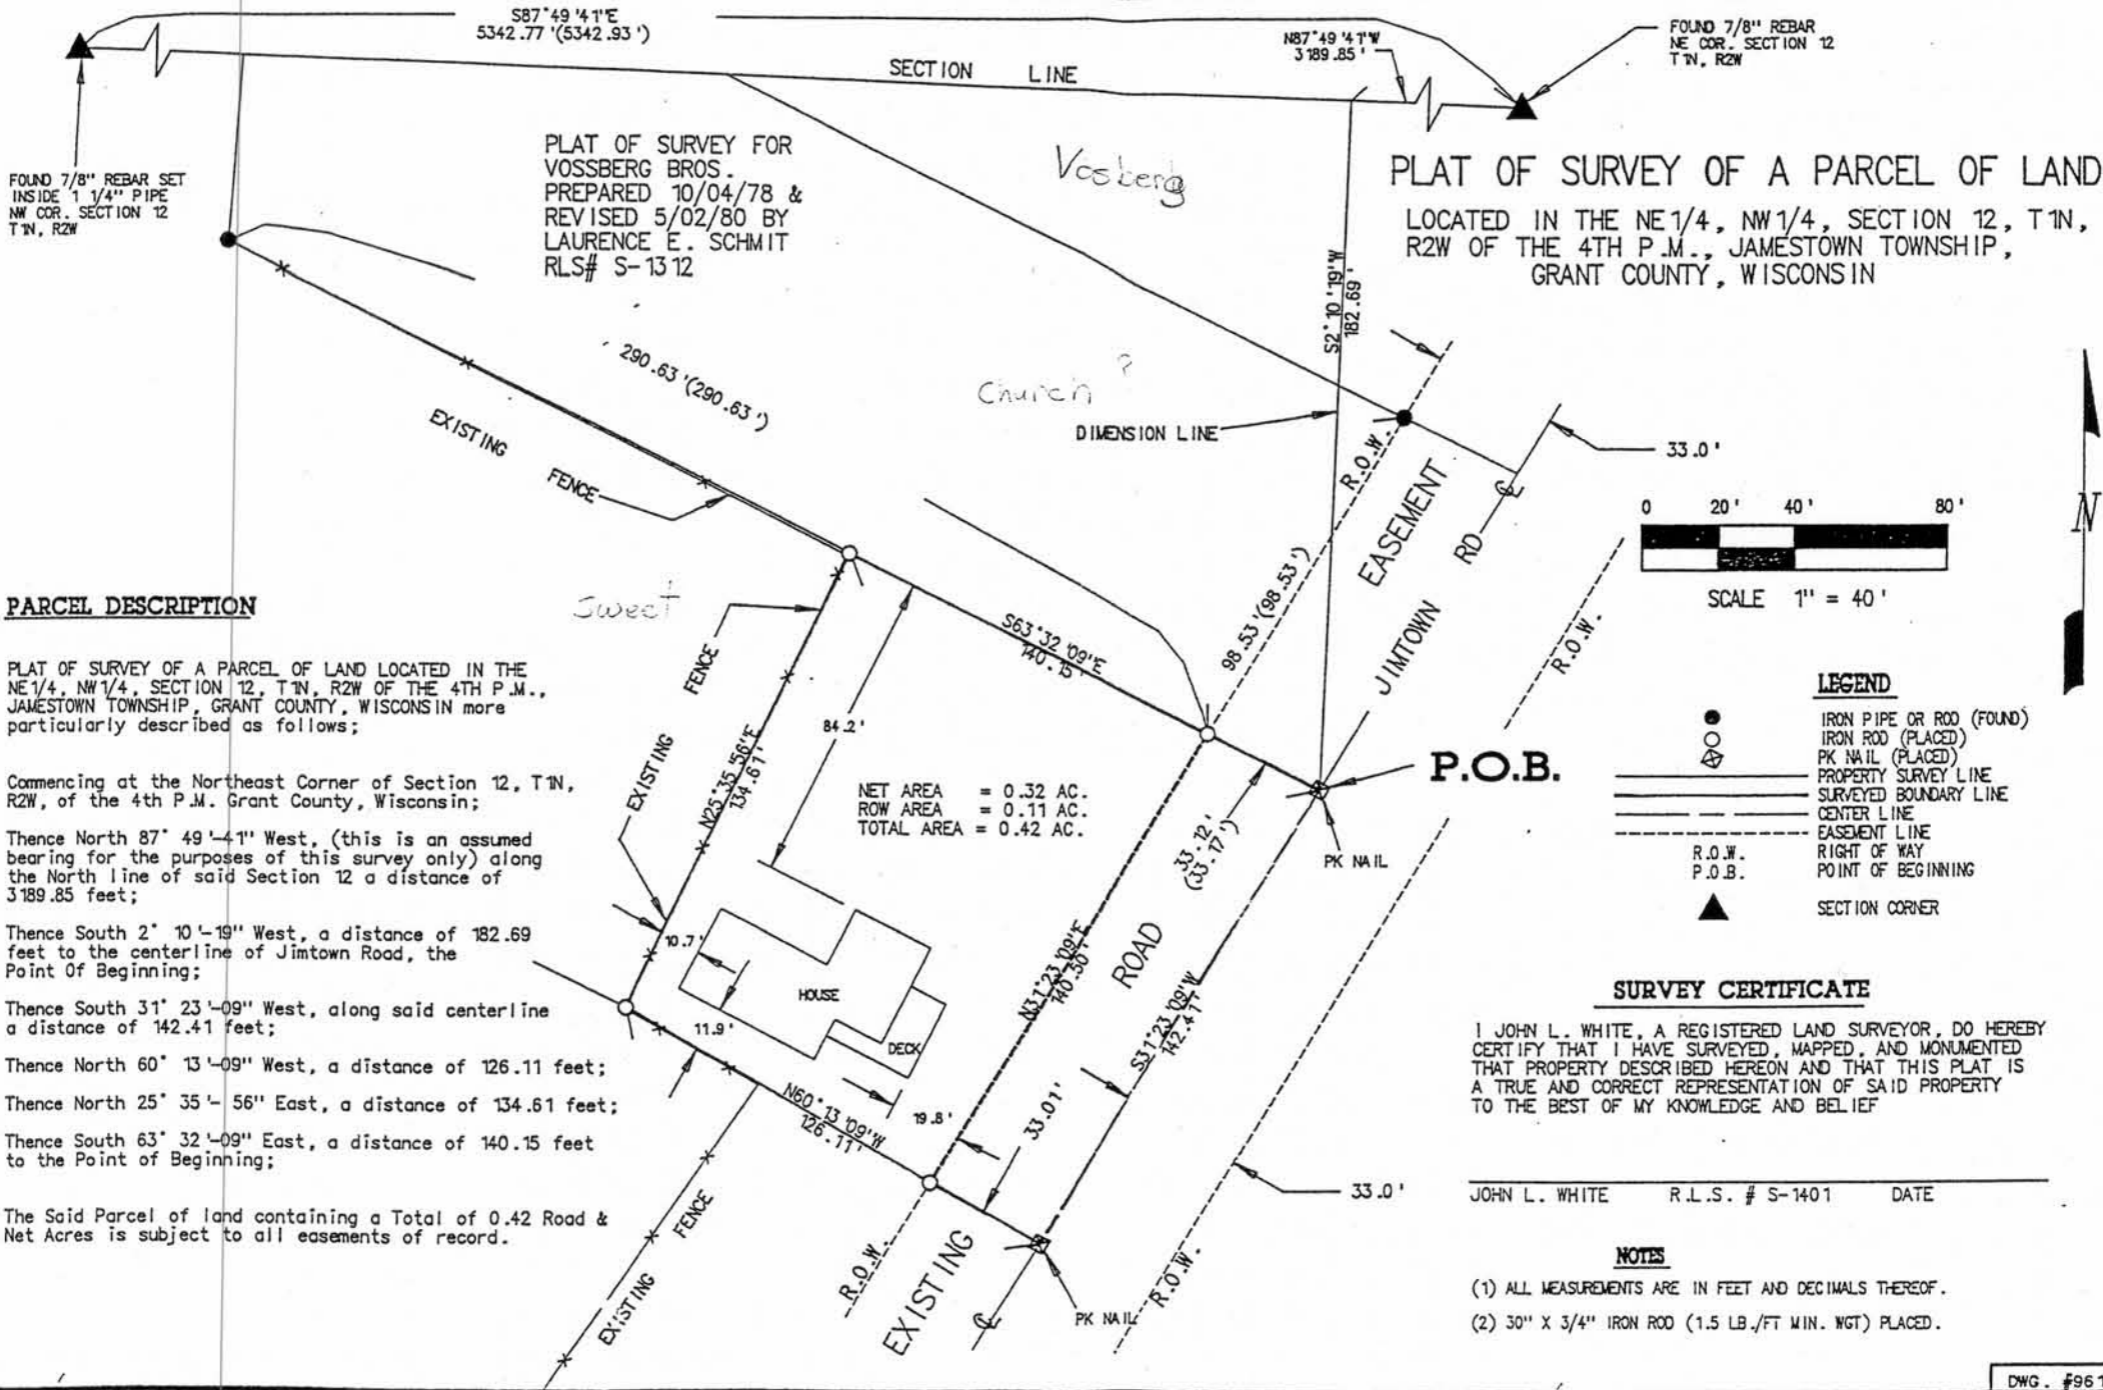 S87°49'41"E
5342.77'(5342.93')
N87°49'41"W
3189.85'
FOUND 7/8" REBAR
NE COR. SECTION 12
T1N, R2W
SECTION LINE
FOUND 7/8" REBAR SET
INSIDE 1 1/4" PIPE
NW COR. SECTION 12
T1N, R2W
PLAT OF SURVEY FOR
VOSSBERG BROS.
PREPARED 10/04/78 &
REVISED 5/02/80 BY
LAURENCE E. SCHMIT
RLS# S-1312
Vosberg
PLAT OF SURVEY OF A PARCEL OF LAND
LOCATED IN THE NE1/4, NW1/4, SECTION 12, T1N,
R2W OF THE 4TH P.M., JAMESTOWN TOWNSHIP,
GRANT COUNTY, WISCONSIN
S2°10'19"W
182.69'
290.63'(290.63')
Church ?
DIMENSION LINE
EXISTING FENCE
R.O.W.
EASEMENT
33.0'
℄
JIMTOWN RD
R.O.W.
0 20' 40' 80'
SCALE 1" = 40'
N
98.53'(98.53')
S63°32'09"E
140.15'
Sweet
EXISTING FENCE
N25°35'56"E
134.61'
84.2'
NET AREA = 0.32 AC.
ROW AREA = 0.11 AC.
TOTAL AREA = 0.42 AC.
P.O.B.
PK NAIL
33.12'
(33.17')
PARCEL DESCRIPTION
PLAT OF SURVEY OF A PARCEL OF LAND LOCATED IN THE
NE1/4, NW1/4, SECTION 12, T1N, R2W OF THE 4TH P.M.,
JAMESTOWN TOWNSHIP, GRANT COUNTY, WISCONSIN more
particularly described as follows;
Commencing at the Northeast Corner of Section 12, T1N,
R2W, of the 4th P.M. Grant County, Wisconsin;
Thence North 87° 49'-41" West, (this is an assumed
bearing for the purposes of this survey only) along
the North line of said Section 12 a distance of
3189.85 feet;
Thence South 2° 10'-19" West, a distance of 182.69
feet to the centerline of Jimtown Road, the
Point Of Beginning;
Thence South 31° 23'-09" West, along said centerline
a distance of 142.41 feet;
Thence North 60° 13'-09" West, a distance of 126.11 feet;
Thence North 25° 35'- 56" East, a distance of 134.61 feet;
Thence South 63° 32'-09" East, a distance of 140.15 feet
to the Point of Beginning;
The Said Parcel of land containing a Total of 0.42 Road &
Net Acres is subject to all easements of record.
10.7'
HOUSE
11.9'
DECK
19.8'
N60°13'09"W
126.11'
N31°23'09"E
140.50'
ROAD
S31°23'09"W
142.41'
33.01'
33.0'
EXISTING FENCE
R.O.W.
EXISTING
℄
PK NAIL
R.O.W.
LEGEND
IRON PIPE OR ROD (FOUND)
IRON ROD (PLACED)
PK NAIL (PLACED)
PROPERTY SURVEY LINE
SURVEYED BOUNDARY LINE
CENTER LINE
EASEMENT LINE
R.O.W. RIGHT OF WAY
P.O.B. POINT OF BEGINNING
SECTION CORNER
SURVEY CERTIFICATE
I JOHN L. WHITE, A REGISTERED LAND SURVEYOR, DO HEREBY
CERTIFY THAT I HAVE SURVEYED, MAPPED, AND MONUMENTED
THAT PROPERTY DESCRIBED HEREON AND THAT THIS PLAT IS
A TRUE AND CORRECT REPRESENTATION OF SAID PROPERTY
TO THE BEST OF MY KNOWLEDGE AND BELIEF
JOHN L. WHITE R.L.S. # S-1401 DATE
NOTES
(1) ALL MEASUREMENTS ARE IN FEET AND DECIMALS THEREOF.
(2) 30" X 3/4" IRON ROD (1.5 LB./FT MIN. WGT) PLACED.
DWG. #961